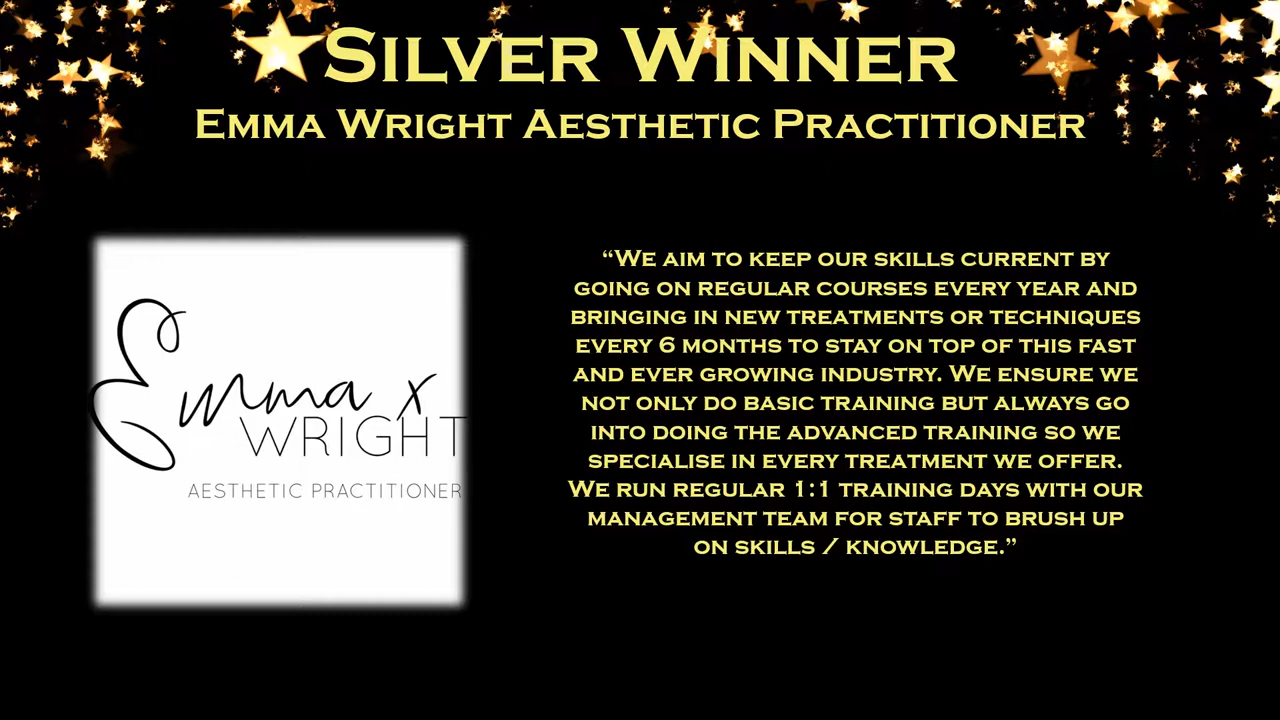 Silver Winner
Emma Wright Aesthetic Practitioner
Emma x
WRIGHT
AESTHETIC PRACTITIONER
“We aim to keep our skills current by
going on regular courses every year and
bringing in new treatments or techniques
every 6 months to stay on top of this fast
and ever growing industry. We ensure we
not only do basic training but always go
into doing the advanced training so we
specialise in every treatment we offer.
We run regular 1:1 training days with our
management team for staff to brush up
on skills / knowledge.”